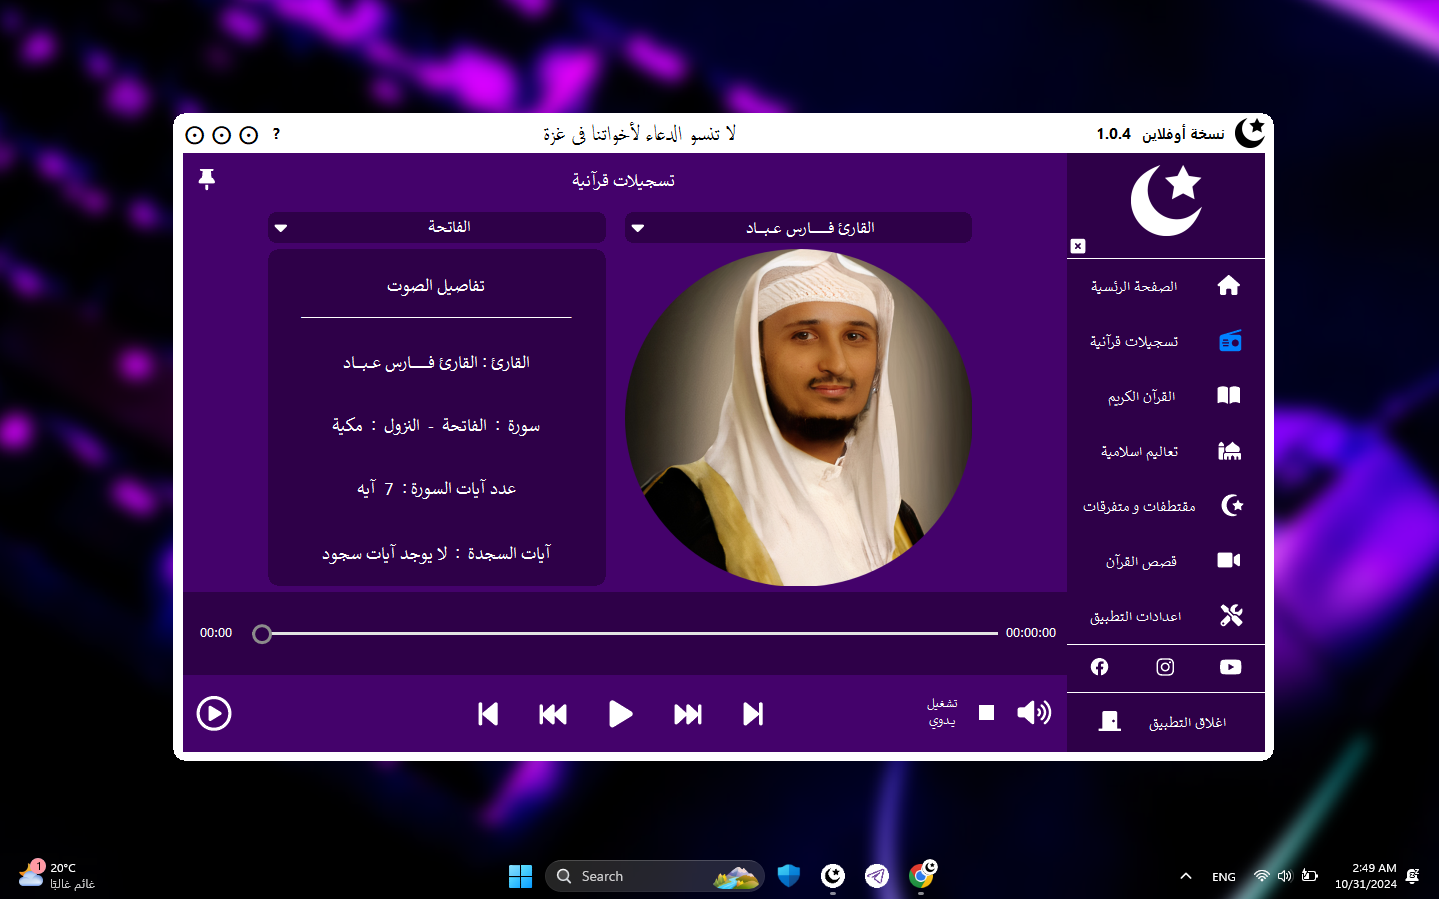 ?
لا تنسو الدعاء لأخواتنا في غزة
نسخة أوفلاين 1.0.4
تسجيلات قرآنية
القارئ فـــارس عبـاد
الفاتحة
تفاصيل الصوت
القارئ : القارئ فـــارس عبـاد
سورة : الفاتحة - النزول : مكية
عدد آيات السورة : 7 آيه
آيات السجدة : لا يوجد آيات سجود
الصفحة الرئسية
تسجيلات قرآنية
القرآن الكريم
تعاليم اسلامية
مقتطفات و متفرقات
قصص القرآن
اعدادات التطبيق
اغلاق التطبيق
00:00
00:00:00
تشغيل
يدوي
1
20°C
غائم غالبًا
Search
ENG
2:49 AM
10/31/2024